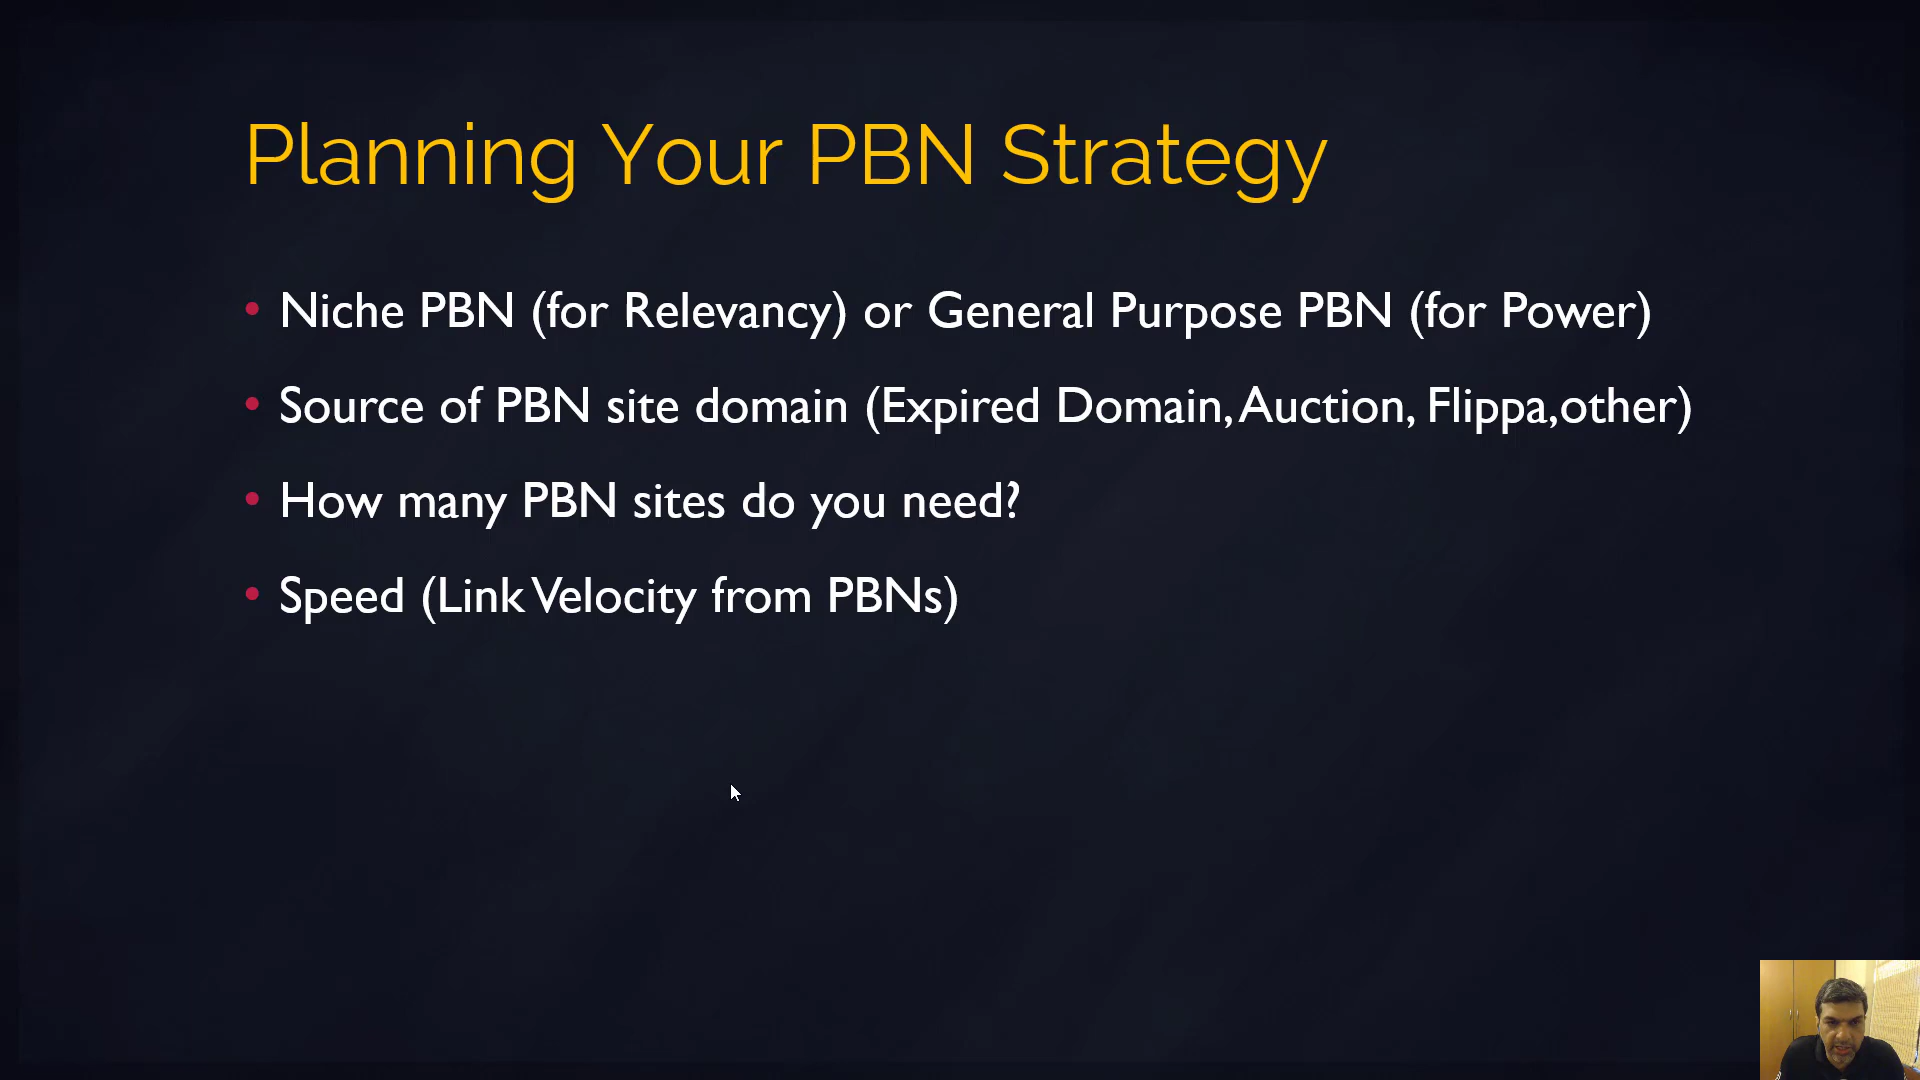 Planning Your PBN Strategy
• Niche PBN (for Relevancy) or General Purpose PBN (for Power)
• Source of PBN site domain (Expired Domain, Auction, Flippa,other)
• How many PBN sites do you need?
• Speed (Link Velocity from PBNs)